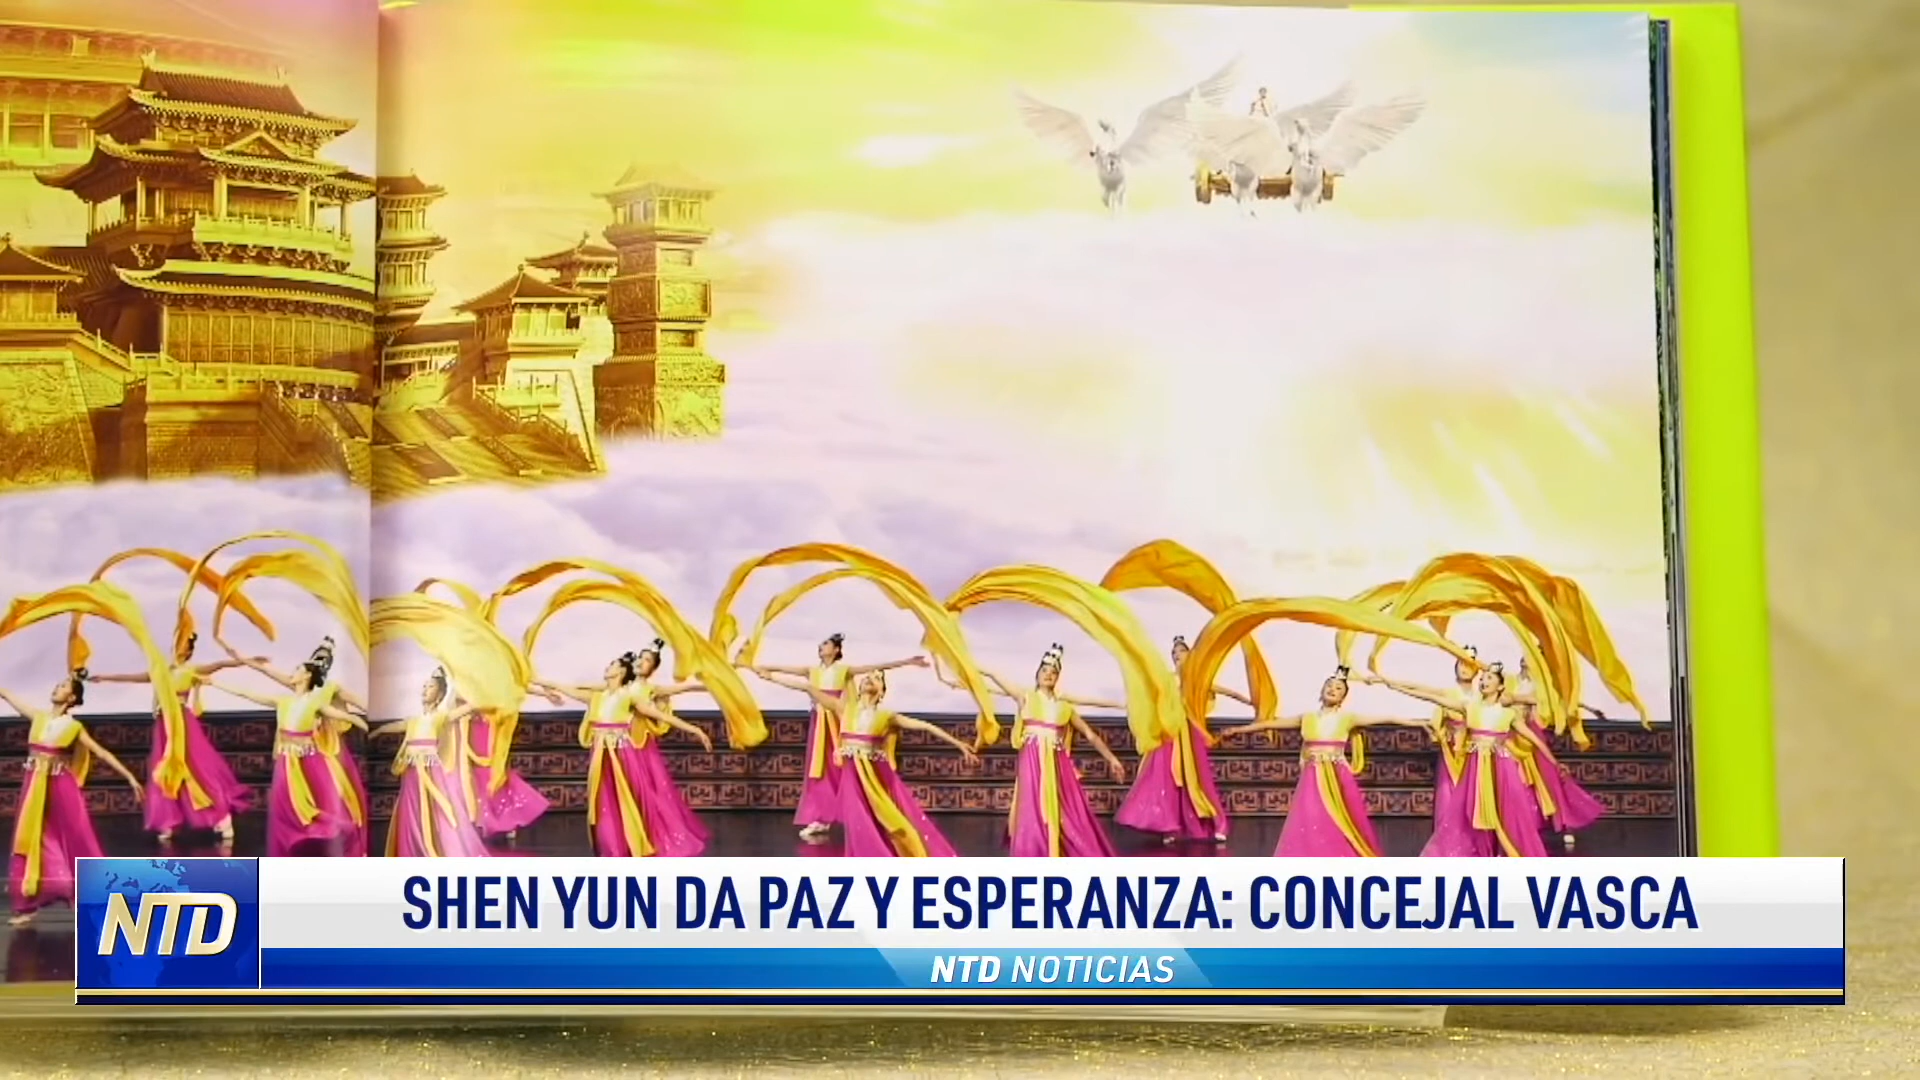 SHEN YUN DA PAZ Y ESPERANZA: CONCEJAL VASCA
NTD
NTD NOTICIAS